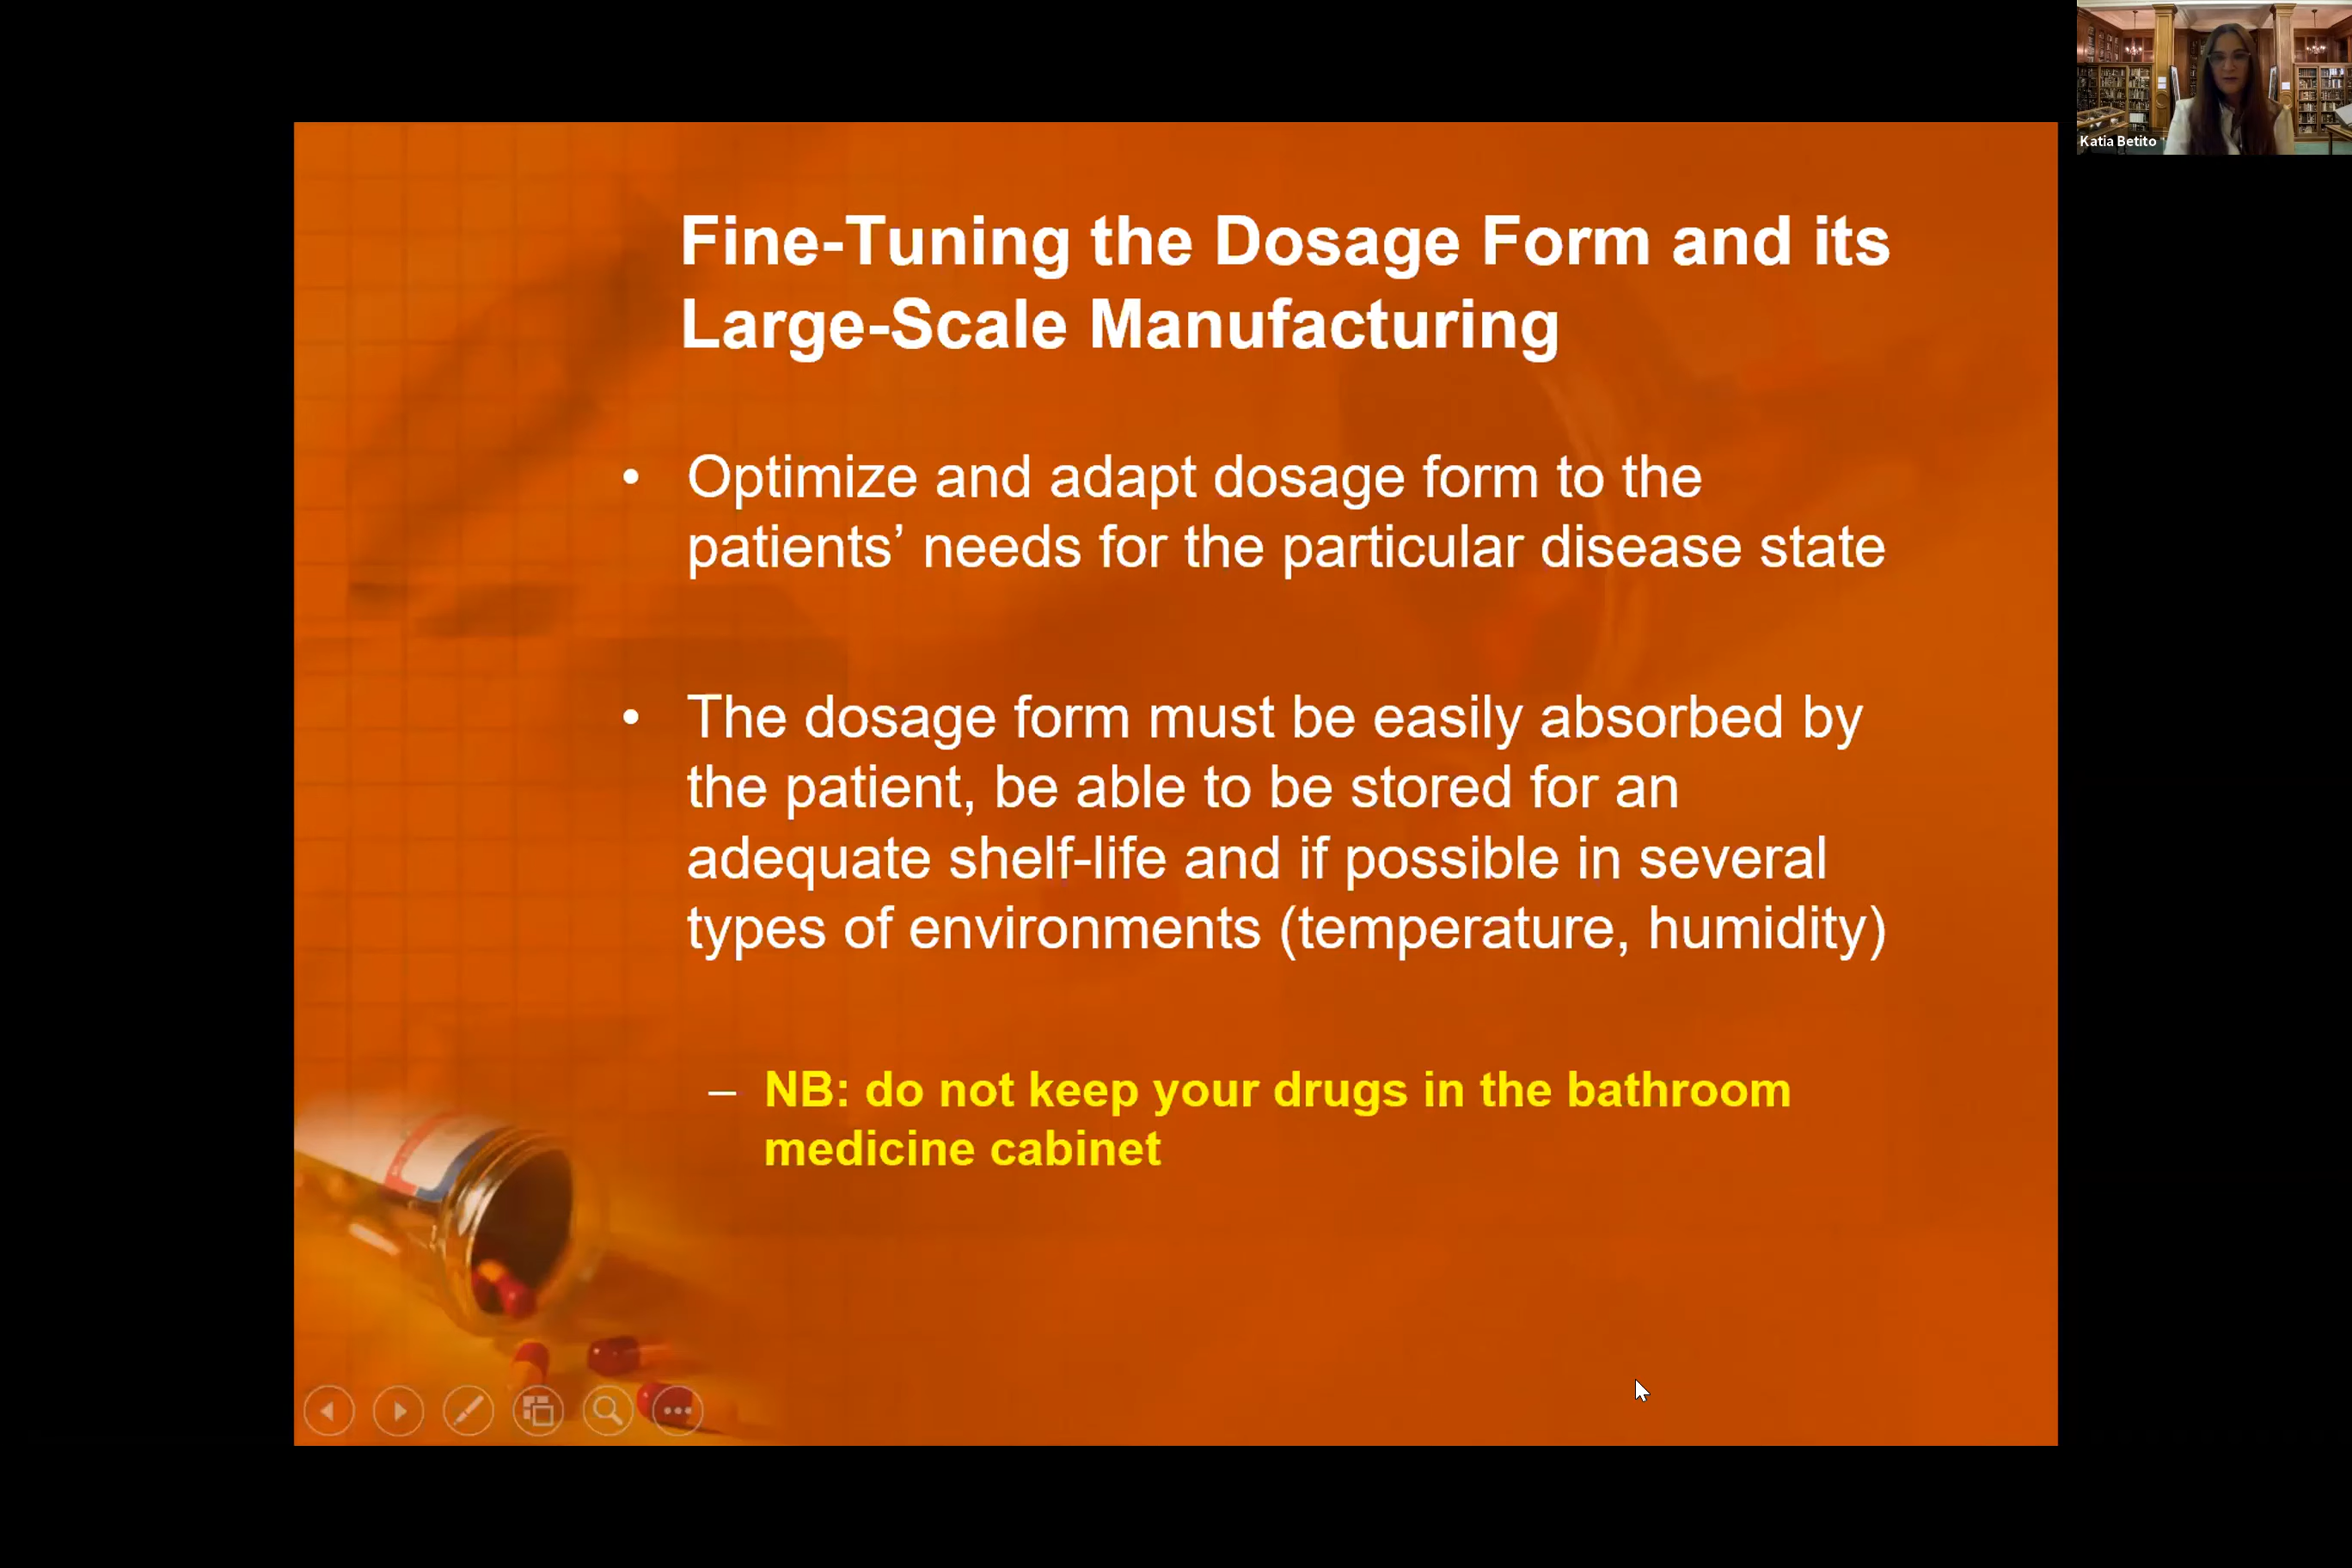 Katia Betito
Fine-Tuning the Dosage Form and its
Large-Scale Manufacturing
• Optimize and adapt dosage form to the
patients’ needs for the particular disease state
• The dosage form must be easily absorbed by
the patient, be able to be stored for an
adequate shelf-life and if possible in several
types of environments (temperature, humidity)
– NB: do not keep your drugs in the bathroom
medicine cabinet